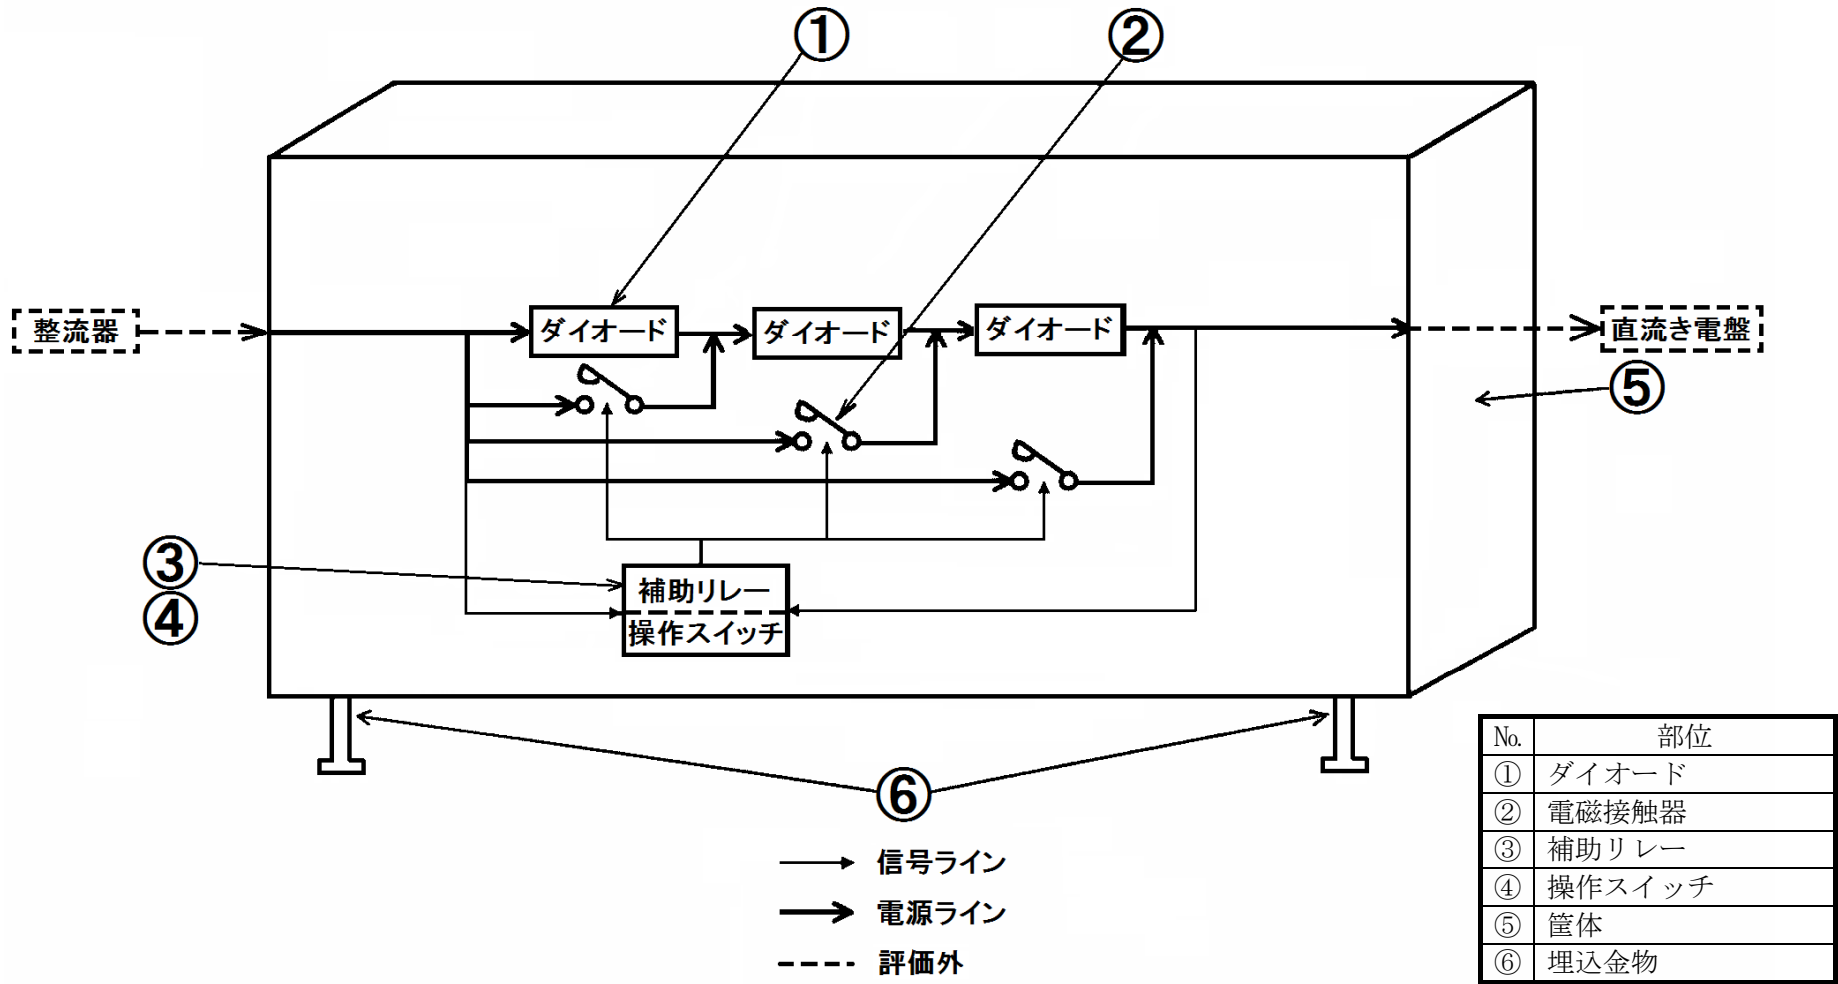 ①
②
整流器
ダイオード
ダイオード
ダイオード
直流き電盤
⑤
③
④
補助リレー
操作スイッチ
⑥
信号ライン
電源ライン
評価外
№ 部位
① ダイオード
② 電磁接触器
③ 補助リレー
④ 操作スイッチ
⑤ 筐体
⑥ 埋込金物